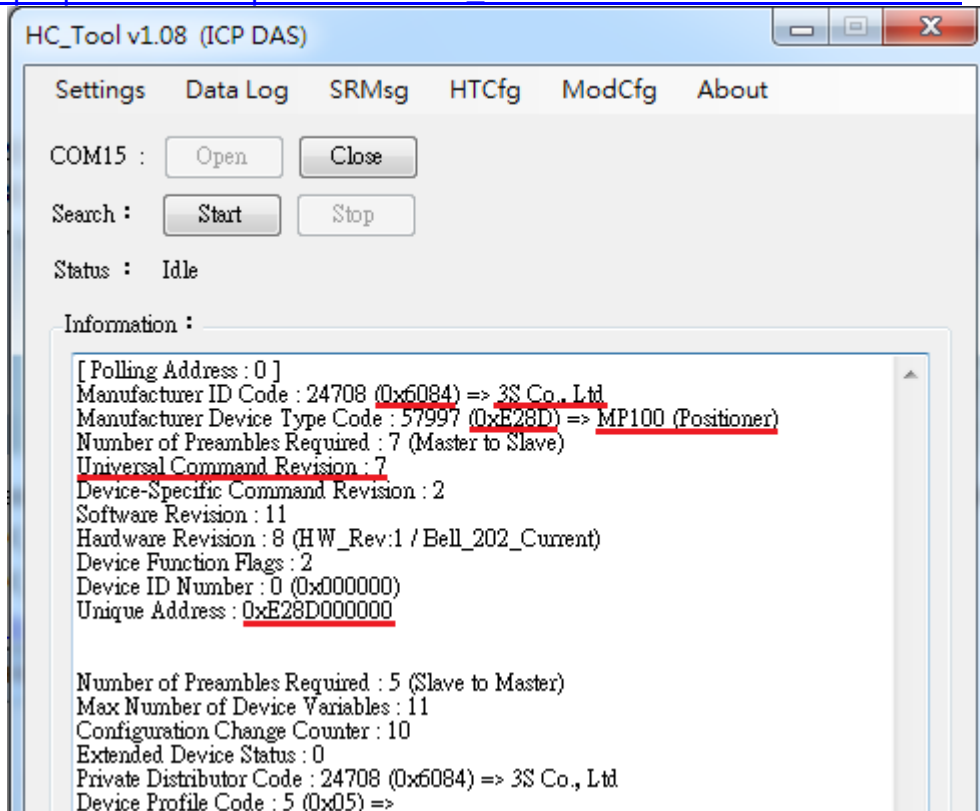 HC_Tool v1.08 (ICP DAS)
Settings Data Log SRMsg HTCfg ModCfg About
COM15 : Open Close
Search： Start Stop
Status： Idle
Information：
[ Polling Address : 0 ]
Manufacturer ID Code : 24708 (0x6084) => 3S Co., Ltd
Manufacturer Device Type Code : 57997 (0xE28D) => MP100 (Positioner)
Number of Preambles Required : 7 (Master to Slave)
Universal Command Revision : 7
Device-Specific Command Revision : 2
Software Revision : 11
Hardware Revision : 8 (HW_Rev:1 / Bell_202_Current)
Device Function Flags : 2
Device ID Number : 0 (0x000000)
Unique Address : 0xE28D000000
Number of Preambles Required : 5 (Slave to Master)
Max Number of Device Variables : 11
Configuration Change Counter : 10
Extended Device Status : 0
Private Distributor Code : 24708 (0x6084) => 3S Co., Ltd
Device Profile Code : 5 (0x05) =>